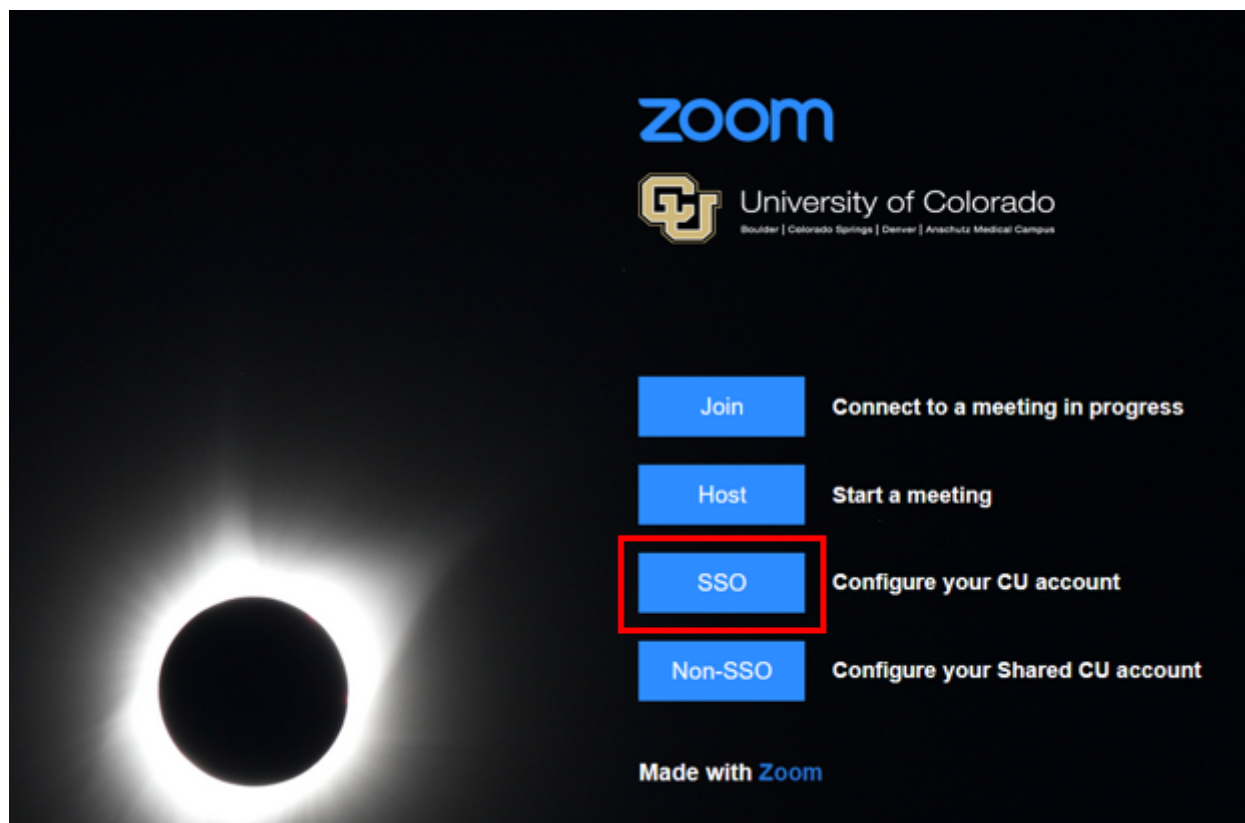 zoom
CU University of Colorado
Boulder | Colorado Springs | Denver | Anschutz Medical Campus
Join Connect to a meeting in progress
Host Start a meeting
SSO Configure your CU account
Non-SSO Configure your Shared CU account
Made with Zoom